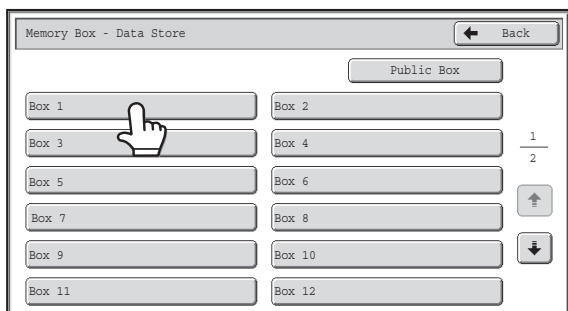 Memory Box - Data Store Back
Public Box
Box 1 Box 2
Box 3 Box 4
Box 5 Box 6
Box 7 Box 8
Box 9 Box 10
Box 11 Box 12
1
2